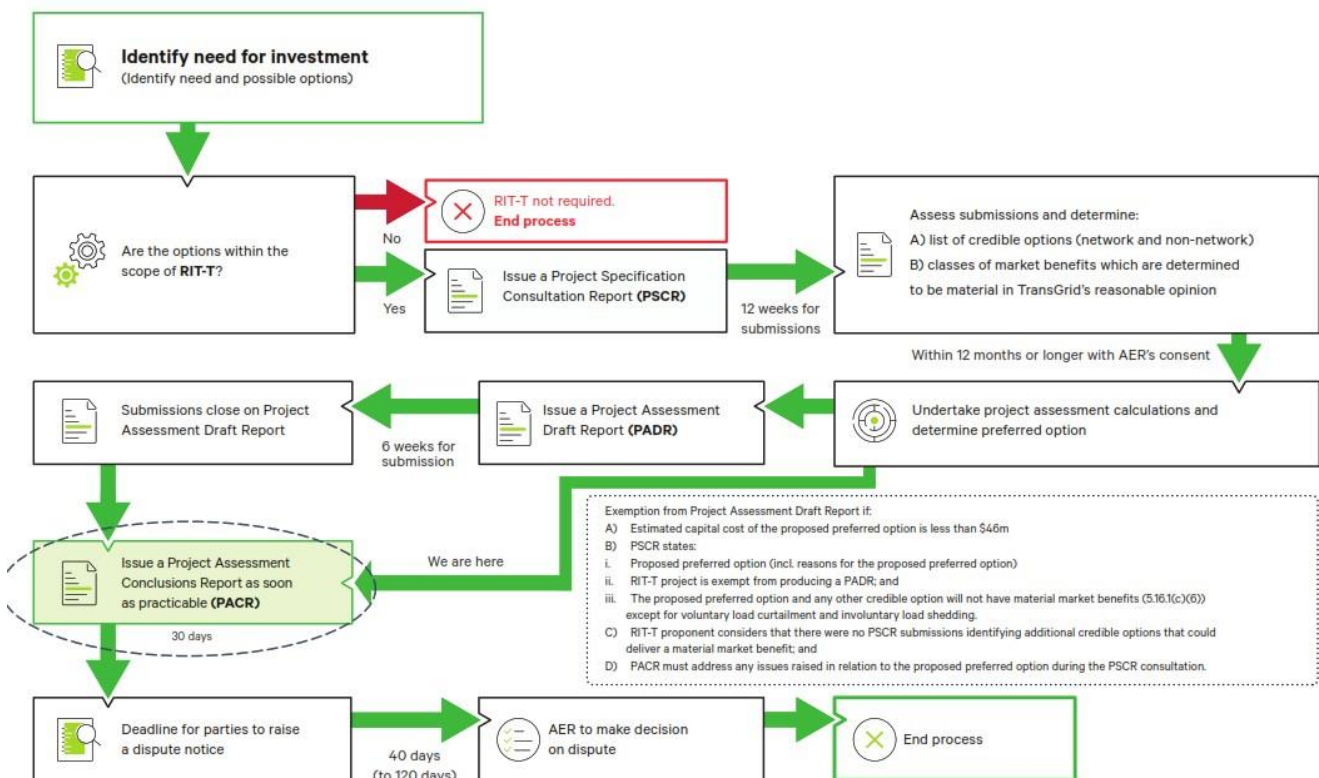 Identify need for investment
(Identify need and possible options)
Are the options within the
scope of RIT-T?
No
RIT-T not required.
End process
Yes
Issue a Project Specification
Consultation Report (PSCR)
12 weeks for
submissions
Assess submissions and determine:
A) list of credible options (network and non-network)
B) classes of market benefits which are determined
to be material in TransGrid's reasonable opinion
Within 12 months or longer with AER's consent
Undertake project assessment calculations and
determine preferred option
Issue a Project Assessment
Draft Report (PADR)
6 weeks for
submission
Submissions close on Project
Assessment Draft Report
Exemption from Project Assessment Draft Report if:
A) Estimated capital cost of the proposed preferred option is less than $46m
B) PSCR states:
i. Proposed preferred option (incl. reasons for the proposed preferred option)
ii. RIT-T project is exempt from producing a PADR; and
iii. The proposed preferred option and any other credible option will not have material market benefits (5.16.1(c)(6))
except for voluntary load curtailment and involuntary load shedding.
C) RIT-T proponent considers that there were no PSCR submissions identifying additional credible options that could
deliver a material market benefit; and
D) PACR must address any issues raised in relation to the proposed preferred option during the PSCR consultation.
We are here
Issue a Project Assessment
Conclusions Report as soon
as practicable (PACR)
30 days
Deadline for parties to raise
a dispute notice
40 days
(to 120 days)
AER to make decision
on dispute
End process